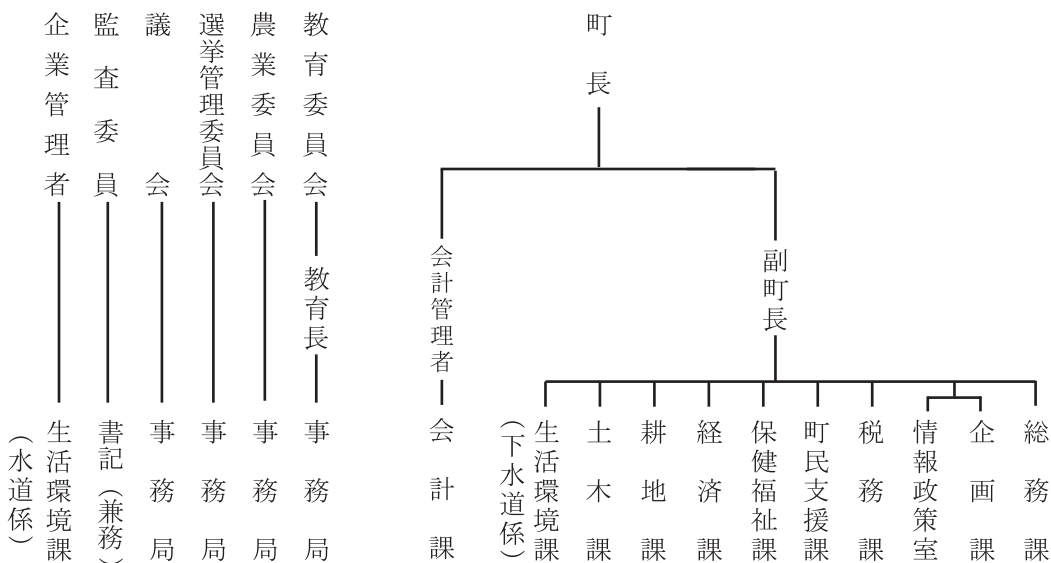 町長
副町長
総務課
企画課
情報政策室
税務課
町民支援課
保健福祉課
経済課
耕地課
土木課
生活環境課
（下水道係）
会計管理者
会計課
教育委員会
教育長
事務局
農業委員会
事務局
選挙管理委員会
事務局
議会
事務局
監査委員
書記（兼務）
企業管理者
生活環境課
（水道係）